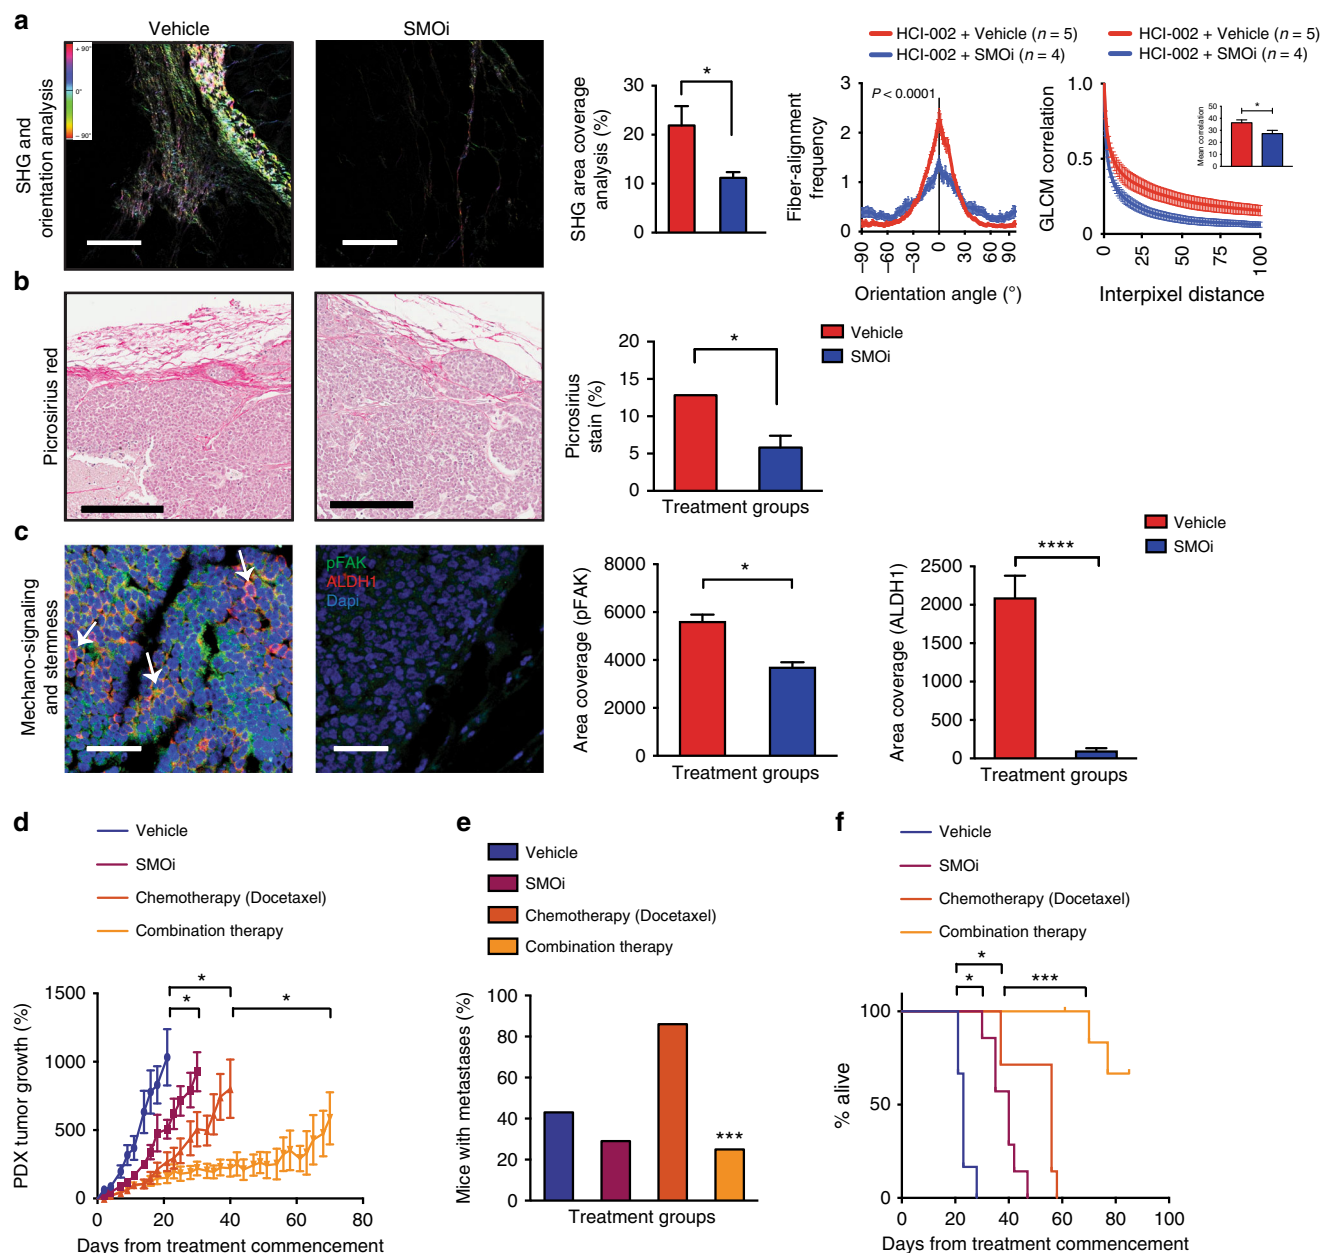 a
Vehicle
SMOi
SHG and
orientation analysis
+ 90°
0°
− 90°
SHG area coverage
analysis (%)
30
20
10
0
*
HCI-002 + Vehicle (n = 5)
HCI-002 + SMOi (n = 4)
P < 0.0001
Fiber-alignment
frequency
3
2
1
0
−90
−60
−30
0
30
60
90
Orientation angle (°)
HCI-002 + Vehicle (n = 5)
HCI-002 + SMOi (n = 4)
GLCM correlation
1.0
0.5
0
0
25
50
75
100
Interpixel distance
Mean correlation
50
40
30
20
10
0
*
b
Picrosirius red
Picrosirius
stain (%)
20
15
10
5
0
*
Treatment groups
Vehicle
SMOi
c
Mechano-signaling
and stemness
pFAK
ALDH1
Dapi
Area coverage (pFAK)
8000
6000
4000
2000
0
*
Treatment groups
Area coverage (ALDH1)
2500
2000
1500
1000
500
0
****
Treatment groups
Vehicle
SMOi
d
Vehicle
SMOi
Chemotherapy (Docetaxel)
Combination therapy
PDX tumor growth (%)
1500
1000
500
0
*
*
*
0
20
40
60
80
Days from treatment commencement
e
Vehicle
SMOi
Chemotherapy (Docetaxel)
Combination therapy
Mice with metastases (%)
100
80
60
40
20
0
***
Treatment groups
f
Vehicle
SMOi
Chemotherapy (Docetaxel)
Combination therapy
*
*
***
% alive
100
50
0
0
20
40
60
80
100
Days from treatment commencement